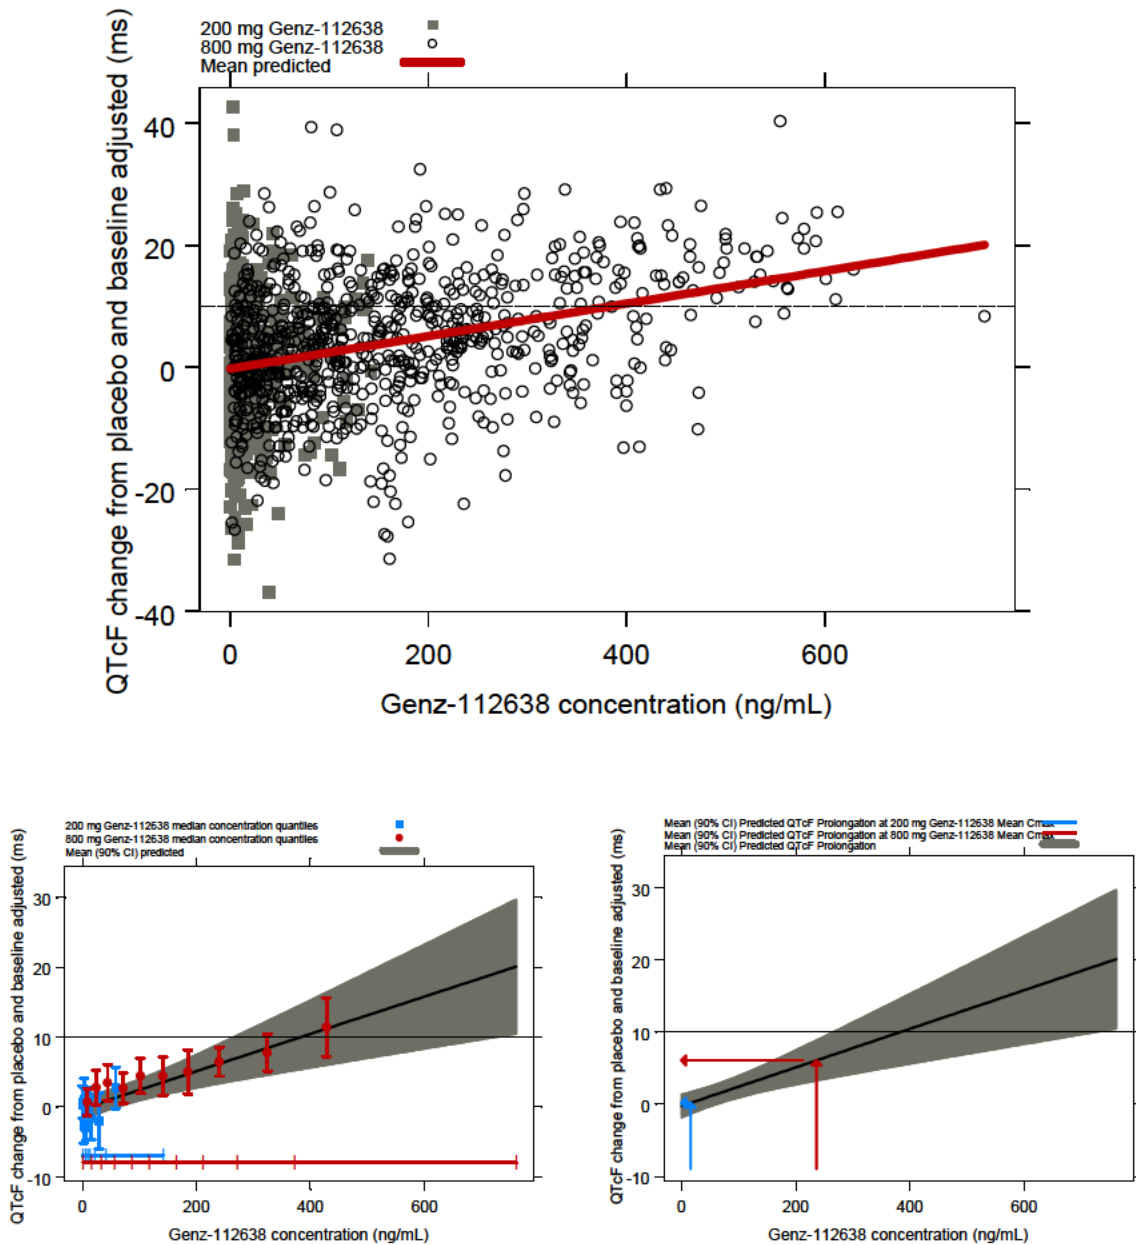 200 mg Genz-112638
800 mg Genz-112638
Mean predicted
QTcF change from placebo and baseline adjusted (ms)
40
20
0
-20
-40
0 200 400 600
Genz-112638 concentration (ng/mL)
200 mg Genz-112638 median concentration quantiles
800 mg Genz-112638 median concentration quantiles
Mean (90% CI) predicted
QTcF change from placebo and baseline adjusted (ms)
30
20
10
0
-10
0 200 400 600
Genz-112638 concentration (ng/mL)
Mean (90% CI) Predicted QTcF Prolongation at 200 mg Genz-112638 Mean Cmax
Mean (90% CI) Predicted QTcF Prolongation at 800 mg Genz-112638 Mean Cmax
Mean (90% CI) Predicted QTcF Prolongation
QTcF change from placebo and baseline adjusted (ms)
30
20
10
0
-10
0 200 400 600
Genz-112638 concentration (ng/mL)